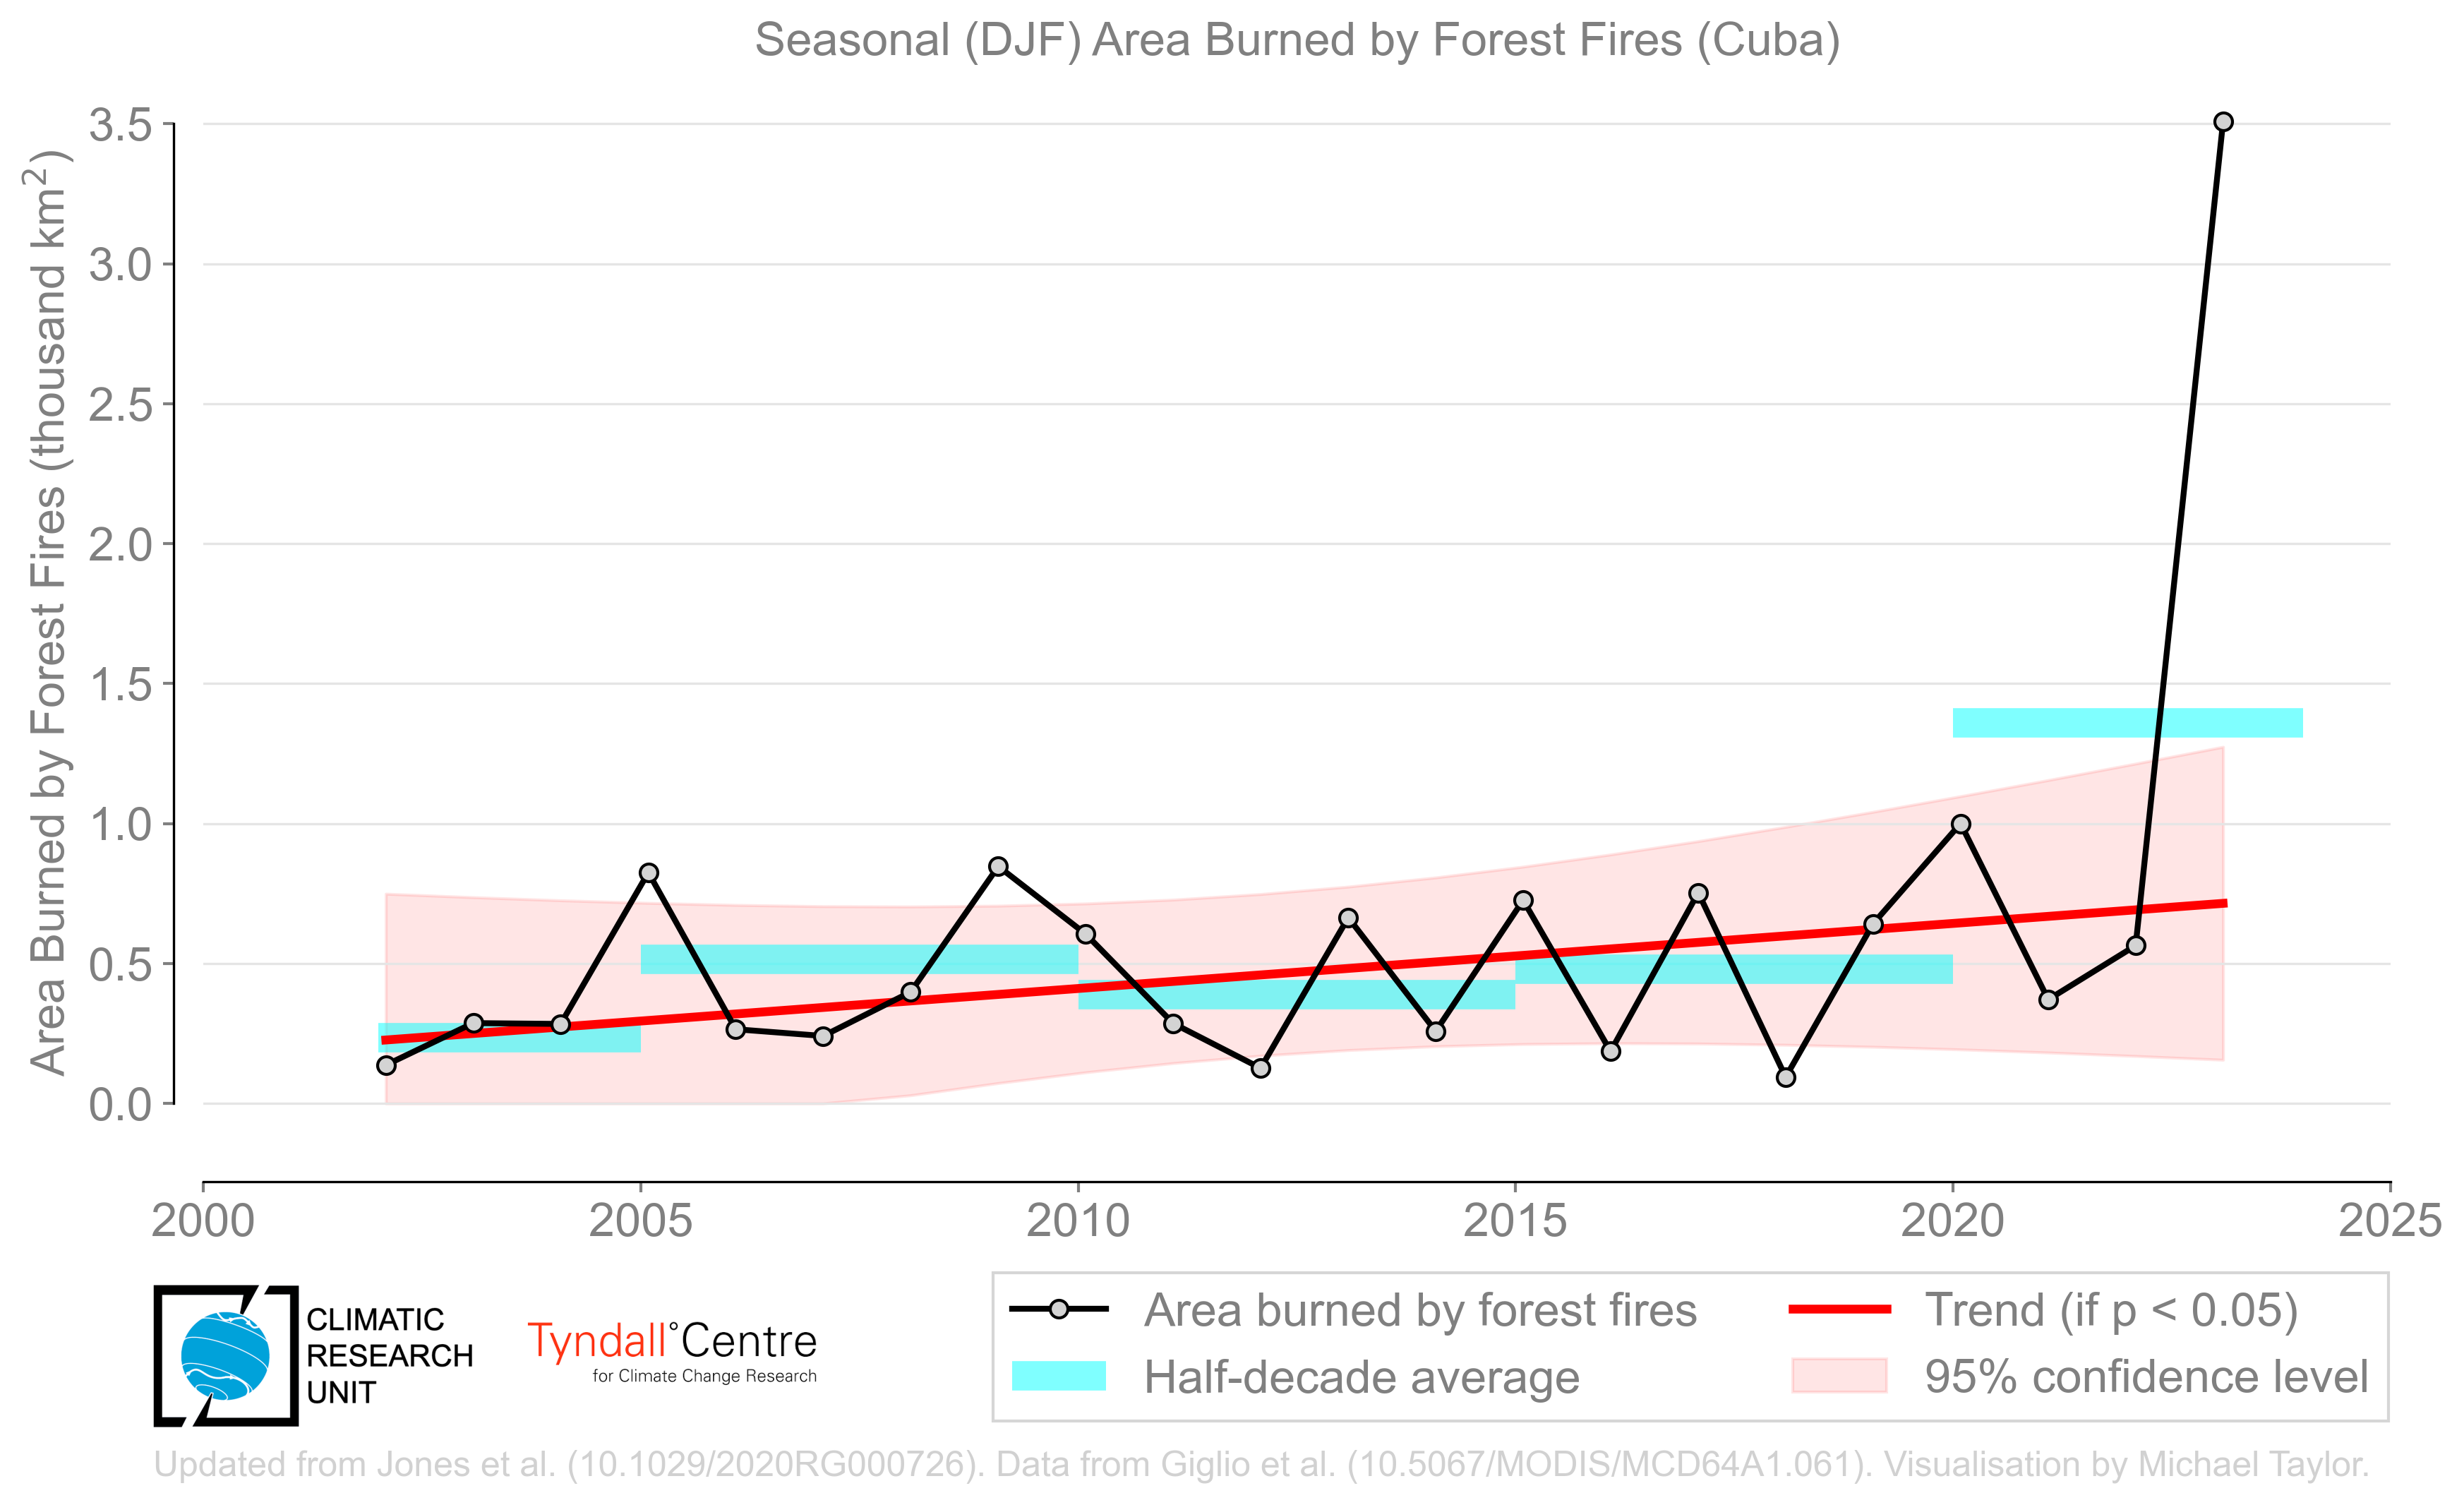 Seasonal (DJF) Area Burned by Forest Fires (Cuba)
Area Burned by Forest Fires (thousand km²)
3.5
3.0
2.5
2.0
1.5
1.0
0.5
0.0
2000 2005 2010 2015 2020 2025
CLIMATIC
RESEARCH
UNIT
Tyndall°Centre
for Climate Change Research
Area burned by forest fires
Half-decade average
Trend (if p < 0.05)
95% confidence level
Updated from Jones et al. (10.1029/2020RG000726). Data from Giglio et al. (10.5067/MODIS/MCD64A1.061). Visualisation by Michael Taylor.